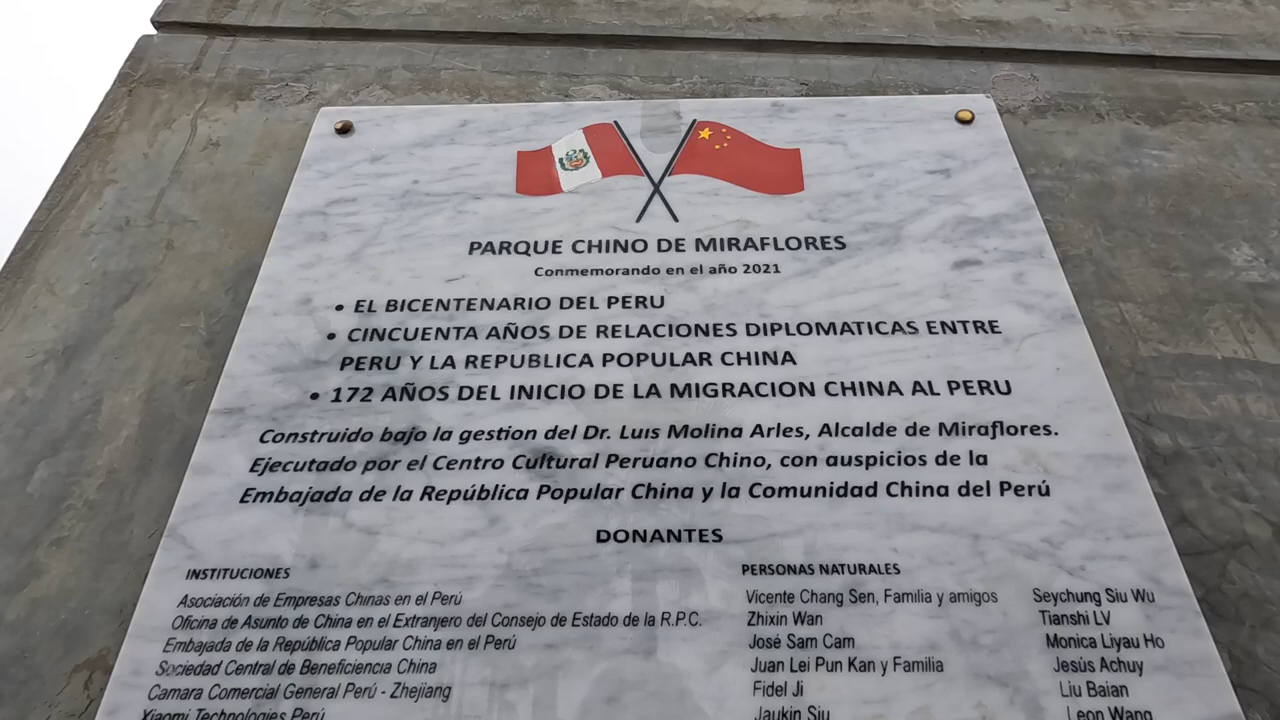 PARQUE CHINO DE MIRAFLORES
Conmemorando en el año 2021
• EL BICENTENARIO DEL PERU
• CINCUENTA AÑOS DE RELACIONES DIPLOMATICAS ENTRE
PERU Y LA REPUBLICA POPULAR CHINA
• 172 AÑOS DEL INICIO DE LA MIGRACION CHINA AL PERU
Construido bajo la gestion del Dr. Luis Molina Arles, Alcalde de Miraflores.
Ejecutado por el Centro Cultural Peruano Chino, con auspicios de la
Embajada de la República Popular China y la Comunidad China del Perú
DONANTES
INSTITUCIONES
Asociación de Empresas Chinas en el Perú
Oficina de Asunto de China en el Extranjero del Consejo de Estado de la R.P.C.
Embajada de la República Popular China en el Perú
Sociedad Central de Beneficiencia China
Camara Comercial General Perú - Zhejiang
Xiaomi Technologies Perú
PERSONAS NATURALES
Vicente Chang Sen, Familia y amigos
Zhixin Wan
José Sam Cam
Juan Lei Pun Kan y Familia
Fidel Ji
Jaukin Siu
Seychung Siu Wu
Tianshi LV
Monica Liyau Ho
Jesús Achuy
Liu Baian
Leon Wang